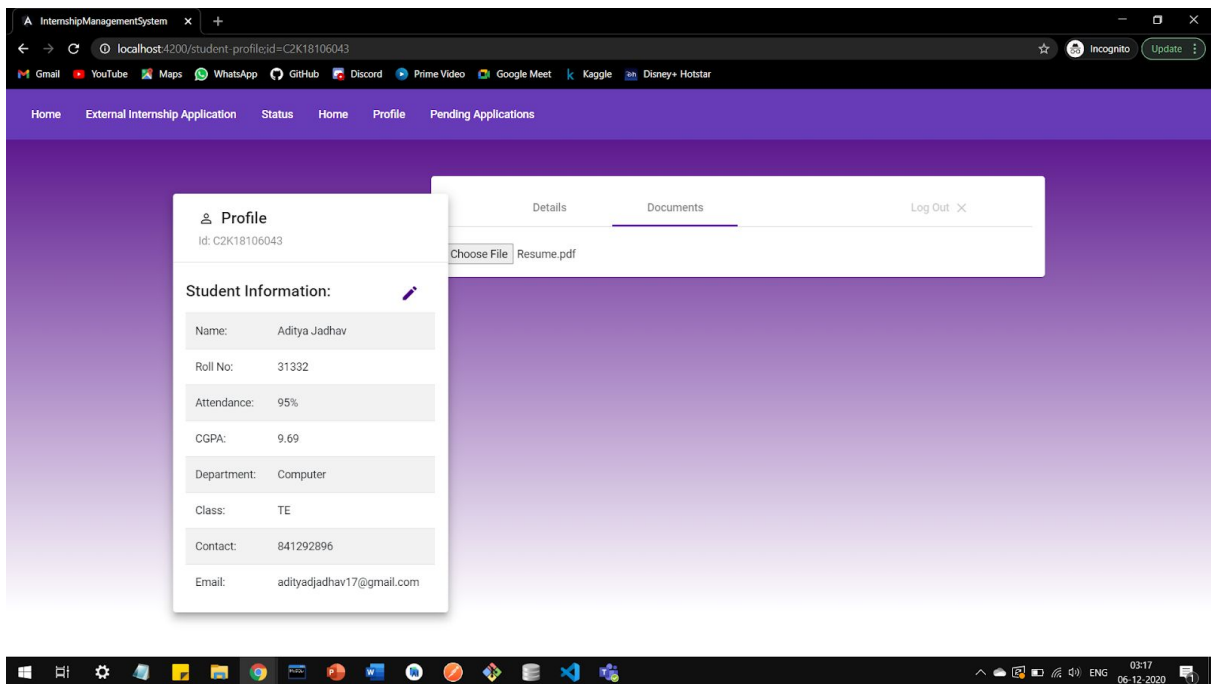 InternshipManagementSystem
localhost:4200/student-profile;id=C2K18106043
Incognito
Update
Gmail YouTube Maps WhatsApp GitHub Discord Prime Video Google Meet Kaggle Disney+ Hotstar
Home External Internship Application Status Home Profile Pending Applications
Profile
Id: C2K18106043
Student Information:
Name: Aditya Jadhav
Roll No: 31332
Attendance: 95%
CGPA: 9.69
Department: Computer
Class: TE
Contact: 841292896
Email: adityadjadhav17@gmail.com
Details Documents Log Out
Choose File Resume.pdf
ENG
03:17
06-12-2020